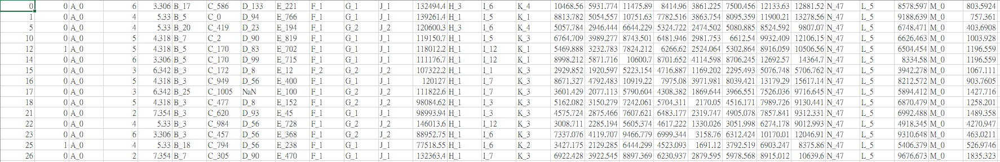 0 0 A_0 6 3.306 B_17 C_586 D_133 E_221 F_1 G_1 J_1 132494.4 H_3 I_6 K_4 10468.56 5931.774 11475.89 8414.96 3861.225 7500.456 12133.63 12881.52 N_47 L_5 8578.597 M_0 803.5924
1 0 A_0 4 5.33 B_5 C_0 D_94 E_766 F_1 G_1 J_1 139261.4 H_1 I_5 K_1 8813.782 5054.557 10751.63 7782.516 3863.754 8095.359 11900.21 13278.56 N_47 L_5 9188.639 M_0 757.361
5 0 A_0 4 5.33 B_20 C_419 D_23 E_194 F_1 G_2 J_2 120600.3 H_3 I_6 K_4 5057.784 2946.444 6644.229 5324.722 2474.502 5080.885 8524.592 9807.07 N_47 L_5 6748.471 M_0 403.6908
10 0 A_0 5 4.318 B_7 C_2 D_90 E_819 F_1 G_1 J_1 119150.7 H_1 I_5 K_3 6764.709 3989.277 8743.501 6481.946 2981.753 6612.54 9932.409 12106.15 N_47 L_5 6626.463 M_0 1003.928
12 1 A_0 5 4.318 B_5 C_170 D_83 E_702 F_1 G_1 J_1 118012.2 H_1 I_12 K_1 5469.888 3232.783 7824.212 6266.62 2524.064 5302.864 8916.059 10506.56 N_47 L_5 6504.454 M_0 1196.559
14 0 A_0 6 3.306 B_5 C_170 D_99 E_715 F_1 G_1 J_1 111176.7 H_1 I_12 K_1 8998.212 5871.716 10600.7 8701.652 4114.598 8706.245 12692.57 14364.7 N_47 L_5 8334.58 M_0 1196.559
15 0 A_0 3 6.342 B_3 C_172 D_8 E_12 F_2 G_2 J_2 107322.2 H_1 I_1 K_3 2929.852 1920.597 5223.154 4716.887 1169.202 2295.493 5076.748 5706.762 N_47 L_5 3942.278 M_0 1067.111
16 0 A_0 5 4.318 B_3 C_949 D_56 E_400 F_1 G_1 J_1 120127 H_1 I_7 K_3 8671.327 4792.483 10919.22 7975.08 3971.981 8039.421 13179.29 15617.14 N_47 L_5 8212.572 M_0 903.7605
17 0 A_0 3 6.342 B_25 C_1005 NaN E_100 F_1 G_2 J_2 111822.6 H_1 I_7 K_3 3601.429 2077.113 5790.604 4308.382 1869.644 3966.551 7526.036 9716.645 N_47 L_5 5894.412 M_0 1427.716
18 0 A_0 5 4.318 B_3 C_477 D_8 E_152 F_1 G_2 J_2 98084.62 H_1 I_3 K_3 5162.082 3150.279 7242.061 5704.311 2170.05 4516.171 7989.726 9130.441 N_47 L_5 6870.479 M_0 1258.201
21 0 A_0 2 7.354 B_3 C_620 D_93 E_45 F_1 G_1 J_1 98993.94 H_1 I_3 K_3 4575.724 2875.466 7607.621 6483.177 2319.747 4905.078 7857.841 9312.331 N_47 L_5 6992.488 M_0 1489.358
22 0 A_0 4 5.33 B_3 C_984 D_56 E_728 F_1 G_2 J_2 146013.6 H_1 I_12 K_3 3008.711 2285.194 5605.374 4617.222 1330.026 3051.998 6274.178 9012.993 N_47 L_5 4918.345 M_0 4270.947
23 0 A_0 6 3.306 B_3 C_457 D_56 E_368 F_1 G_2 J_2 88952.75 H_1 I_6 K_3 7337.076 4119.707 9466.779 6999.344 3158.76 6312.424 10170.01 12046.91 N_47 L_5 9310.648 M_0 463.0211
25 1 A_0 4 5.33 B_18 C_794 D_56 E_238 F_1 G_1 J_1 77518.55 H_1 I_6 K_2 3427.428 2129.285 6444.299 4523.093 1691.12 3792.519 6903.247 8375.86 N_47 L_5 5406.379 M_0 526.9746
26 0 A_0 2 7.354 B_7 C_305 D_90 E_470 F_1 G_1 J_1 132363.4 H_1 I_7 K_3 6922.428 3922.545 8897.369 6230.937 2879.595 5978.568 8915.012 10639.6 N_47 L_5 9676.673 M_0 1835.323